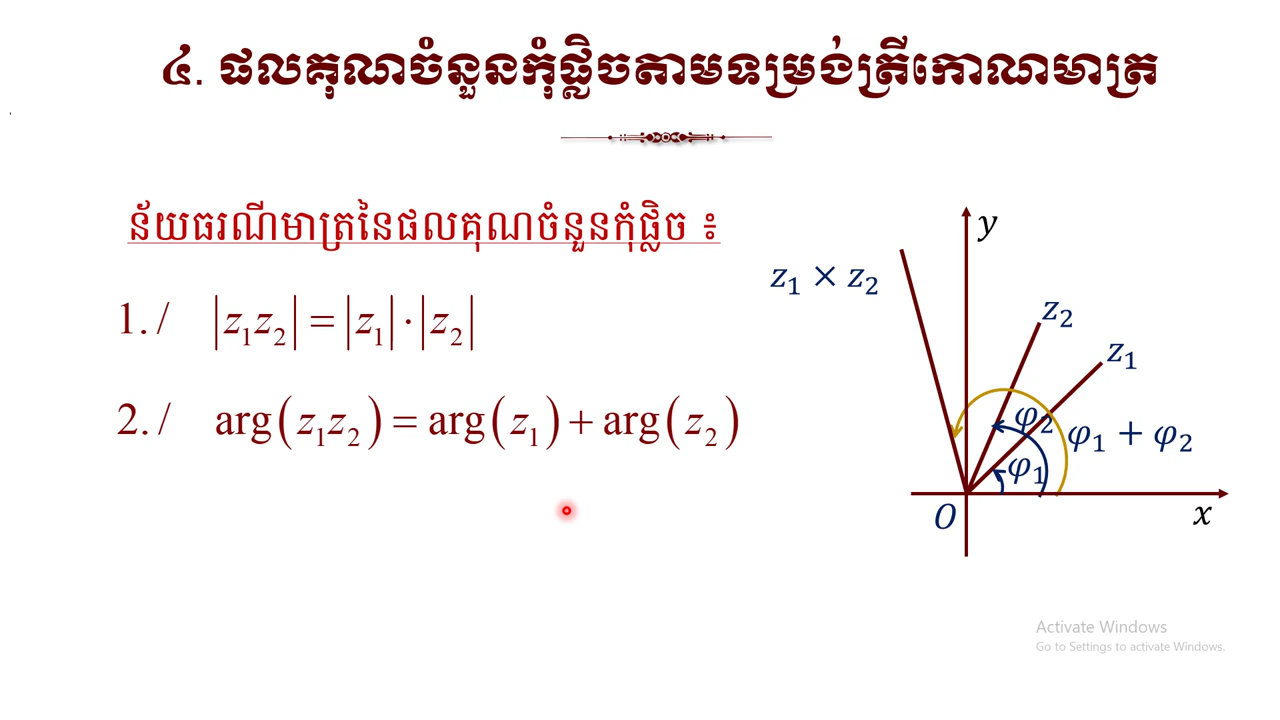 ៤. ផលគុណចំនួនកុំផ្លិចតាមទម្រង់ត្រីកោណមាត្រ
ន័យធរណីមាត្រនៃផលគុណចំនួនកុំផ្លិច ៖
1. / |z₁z₂| = |z₁| · |z₂|
2. / arg(z₁z₂) = arg(z₁) + arg(z₂)
y
z₁ × z₂
z₂
z₁
φ₂
φ₁ + φ₂
φ₁
O
x
Activate Windows
Go to Settings to activate Windows.